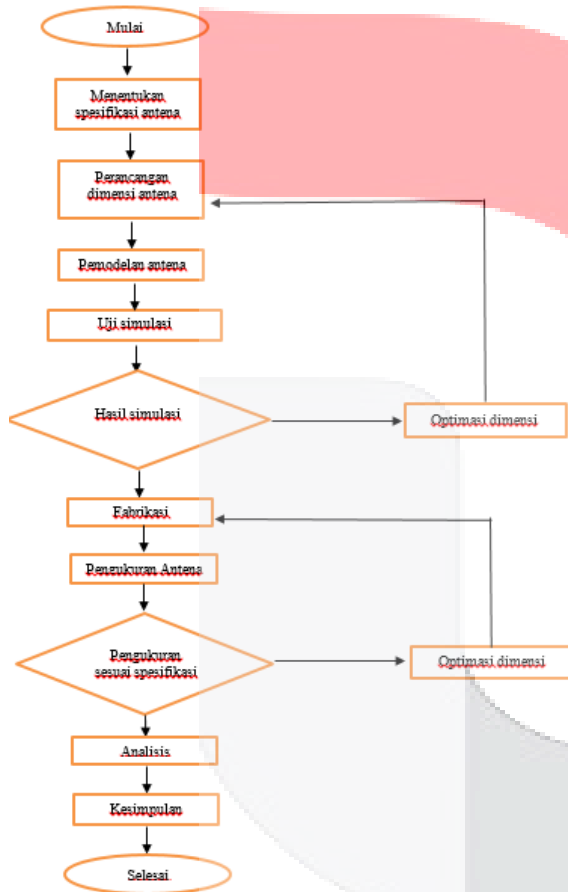 Mulai
Menentukan
spesifikasi antena
Perancangan
dimensi antena
Pemodelan antena
Uji simulasi
Hasil simulasi
Optimasi dimensi
Fabrikasi
Pengukuran Antena
Pengukuran
sesuai spesifikasi
Optimasi dimensi
Analisis
Kesimpulan
Selesai